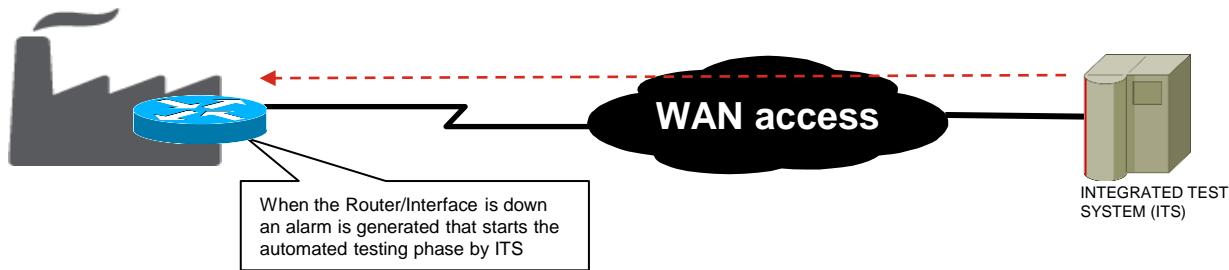 WAN access
When the Router/Interface is down
an alarm is generated that starts the
automated testing phase by ITS
INTEGRATED TEST
SYSTEM (ITS)